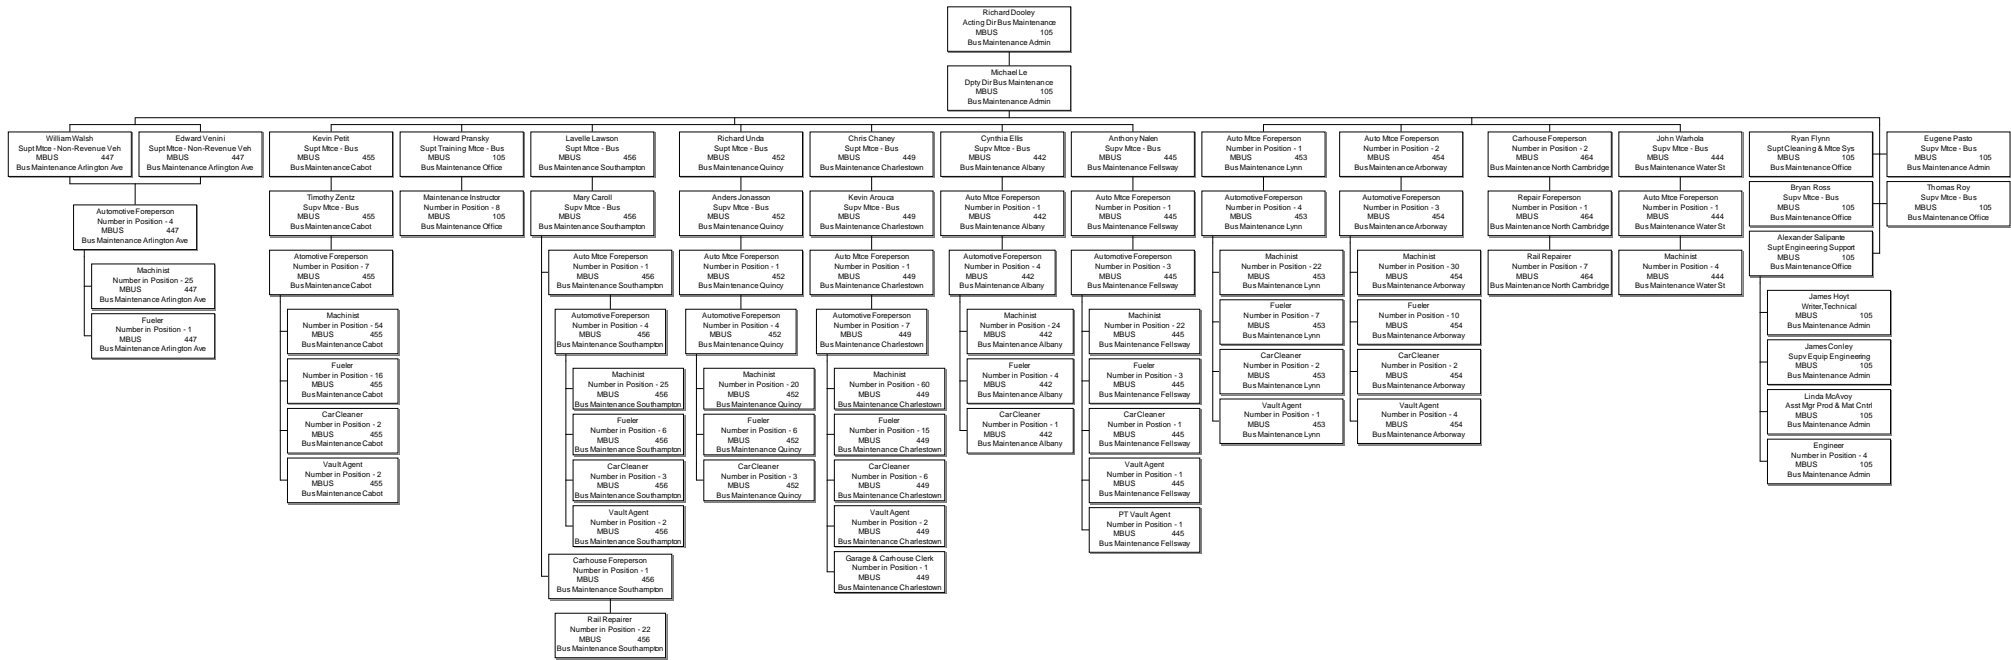 Richard Dooley
Acting Dir Bus Maintenance
MBUS 105
Bus Maintenance Admin
Michael Le
Dpty Dir Bus Maintenance
MBUS 105
Bus Maintenance Admin
William Walsh
Supt Mtce - Non-Revenue Veh
MBUS 447
Bus Maintenance Arlington Ave
Edward Venini
Supt Mtce - Non-Revenue Veh
MBUS 447
Bus Maintenance Arlington Ave
Automotive Foreperson
Number in Position - 4
MBUS 447
Bus Maintenance Arlington Ave
Machinist
Number in Position - 25
MBUS 447
Bus Maintenance Arlington Ave
Fueler
Number in Position - 1
MBUS 447
Bus Maintenance Arlington Ave
Kevin Petit
Supt Mtce - Bus
MBUS 455
Bus Maintenance Cabot
Timothy Zentz
Supv Mtce - Bus
MBUS 455
Bus Maintenance Cabot
Atomotive Foreperson
Number in Position - 7
MBUS 455
Bus Maintenance Cabot
Machinist
Number in Position - 54
MBUS 455
Bus Maintenance Cabot
Fueler
Number in Position - 16
MBUS 455
Bus Maintenance Cabot
Car Cleaner
Number in Position - 2
MBUS 455
Bus Maintenance Cabot
Vault Agent
Number in Position - 2
MBUS 455
Bus Maintenance Cabot
Howard Pransky
Supt Training Mtce - Bus
MBUS 105
Bus Maintenance Office
Maintenance Instructor
Number in Position - 8
MBUS 105
Bus Maintenance Office
Lavelle Lawson
Supt Mtce - Bus
MBUS 456
Bus Maintenance Southampton
Mary Caroll
Supv Mtce - Bus
MBUS 456
Bus Maintenance Southampton
Auto Mtce Foreperson
Number in Position - 1
MBUS 456
Bus Maintenance Southampton
Automotive Foreperson
Number in Position - 4
MBUS 456
Bus Maintenance Southampton
Machinist
Number in Position - 25
MBUS 456
Bus Maintenance Southampton
Fueler
Number in Position - 6
MBUS 456
Bus Maintenance Southampton
Car Cleaner
Number in Position - 3
MBUS 456
Bus Maintenance Southampton
Vault Agent
Number in Position - 2
MBUS 456
Bus Maintenance Southampton
Carhouse Foreperson
Number in Position - 1
MBUS 456
Bus Maintenance Southampton
Rail Repairer
Number in Position - 22
MBUS 456
Bus Maintenance Southampton
Richard Unda
Supt Mtce - Bus
MBUS 452
Bus Maintenance Quincy
Anders Jonasson
Supv Mtce - Bus
MBUS 452
Bus Maintenance Quincy
Auto Mtce Foreperson
Number in Position - 1
MBUS 452
Bus Maintenance Quincy
Automotive Foreperson
Number in Position - 4
MBUS 452
Bus Maintenance Quincy
Machinist
Number in Position - 20
MBUS 452
Bus Maintenance Quincy
Fueler
Number in Position - 6
MBUS 452
Bus Maintenance Quincy
Car Cleaner
Number in Position - 3
MBUS 452
Bus Maintenance Quincy
Chris Chaney
Supt Mtce - Bus
MBUS 449
Bus Maintenance Charlestown
Kevin Arouca
Supv Mtce - Bus
MBUS 449
Bus Maintenance Charlestown
Auto Mtce Foreperson
Number in Position - 1
MBUS 449
Bus Maintenance Charlestown
Automotive Foreperson
Number in Position - 7
MBUS 449
Bus Maintenance Charlestown
Machinist
Number in Position - 60
MBUS 449
Bus Maintenance Charlestown
Fueler
Number in Position - 15
MBUS 449
Bus Maintenance Charlestown
Car Cleaner
Number in Position - 6
MBUS 449
Bus Maintenance Charlestown
Vault Agent
Number in Position - 2
MBUS 449
Bus Maintenance Charlestown
Garage & Carhouse Clerk
Number in Position - 1
MBUS 449
Bus Maintenance Charlestown
Cynthia Ellis
Supv Mtce - Bus
MBUS 442
Bus Maintenance Albany
Auto Mtce Foreperson
Number in Position - 1
MBUS 442
Bus Maintenance Albany
Automotive Foreperson
Number in Position - 4
MBUS 442
Bus Maintenance Albany
Machinist
Number in Position - 24
MBUS 442
Bus Maintenance Albany
Fueler
Number in Position - 4
MBUS 442
Bus Maintenance Albany
Car Cleaner
Number in Position - 1
MBUS 442
Bus Maintenance Albany
Anthony Nalen
Supv Mtce - Bus
MBUS 445
Bus Maintenance Fellsway
Auto Mtce Foreperson
Number in Position - 1
MBUS 445
Bus Maintenance Fellsway
Automotive Foreperson
Number in Position - 3
MBUS 445
Bus Maintenance Fellsway
Machinist
Number in Position - 22
MBUS 445
Bus Maintenance Fellsway
Fueler
Number in Position - 3
MBUS 445
Bus Maintenance Fellsway
Car Cleaner
Number in Position - 1
MBUS 445
Bus Maintenance Fellsway
Vault Agent
Number in Position - 1
MBUS 445
Bus Maintenance Fellsway
PT Vault Agent
Number in Position - 1
MBUS 445
Bus Maintenance Fellsway
Auto Mtce Foreperson
Number in Position - 1
MBUS 453
Bus Maintenance Lynn
Automotive Foreperson
Number in Position - 4
MBUS 453
Bus Maintenance Lynn
Machinist
Number in Position - 22
MBUS 453
Bus Maintenance Lynn
Fueler
Number in Position - 7
MBUS 453
Bus Maintenance Lynn
Car Cleaner
Number in Position - 2
MBUS 453
Bus Maintenance Lynn
Vault Agent
Number in Position - 1
MBUS 453
Bus Maintenance Lynn
Auto Mtce Foreperson
Number in Position - 2
MBUS 454
Bus Maintenance Arborway
Automotive Foreperson
Number in Position - 3
MBUS 454
Bus Maintenance Arborway
Machinist
Number in Position - 30
MBUS 454
Bus Maintenance Arborway
Fueler
Number in Position - 10
MBUS 454
Bus Maintenance Arborway
Car Cleaner
Number in Position - 2
MBUS 454
Bus Maintenance Arborway
Vault Agent
Number in Position - 4
MBUS 454
Bus Maintenance Arborway
Carhouse Foreperson
Number in Position - 2
MBUS 464
Bus Maintenance North Cambridge
Repair Foreperson
Number in Position - 1
MBUS 464
Bus Maintenance North Cambridge
Rail Repairer
Number in Position - 7
MBUS 464
Bus Maintenance North Cambridge
John Warhola
Supv Mtce - Bus
MBUS 444
Bus Maintenance Water St
Auto Mtce Foreperson
Number in Position - 1
MBUS 444
Bus Maintenance Water St
Machinist
Number in Position - 4
MBUS 444
Bus Maintenance Water St
Ryan Flynn
Supt Cleaning & Mtce Sys
MBUS 105
Bus Maintenance Office
Eugene Pasto
Supv Mtce - Bus
MBUS 105
Bus Maintenance Admin
Bryan Ross
Supv Mtce - Bus
MBUS 105
Bus Maintenance Office
Thomas Roy
Supv Mtce - Bus
MBUS 105
Bus Maintenance Office
Alexander Salipante
Supt Engineering Support
MBUS 105
Bus Maintenance Office
James Hoyt
Writer,Technical
MBUS 105
Bus Maintenance Admin
James Conley
Supv Equip Engineering
MBUS 105
Bus Maintenance Admin
Linda McAvoy
Asst Mgr Prod & Mat Cntrl
MBUS 105
Bus Maintenance Admin
Engineer
Number in Position - 4
MBUS 105
Bus Maintenance Admin